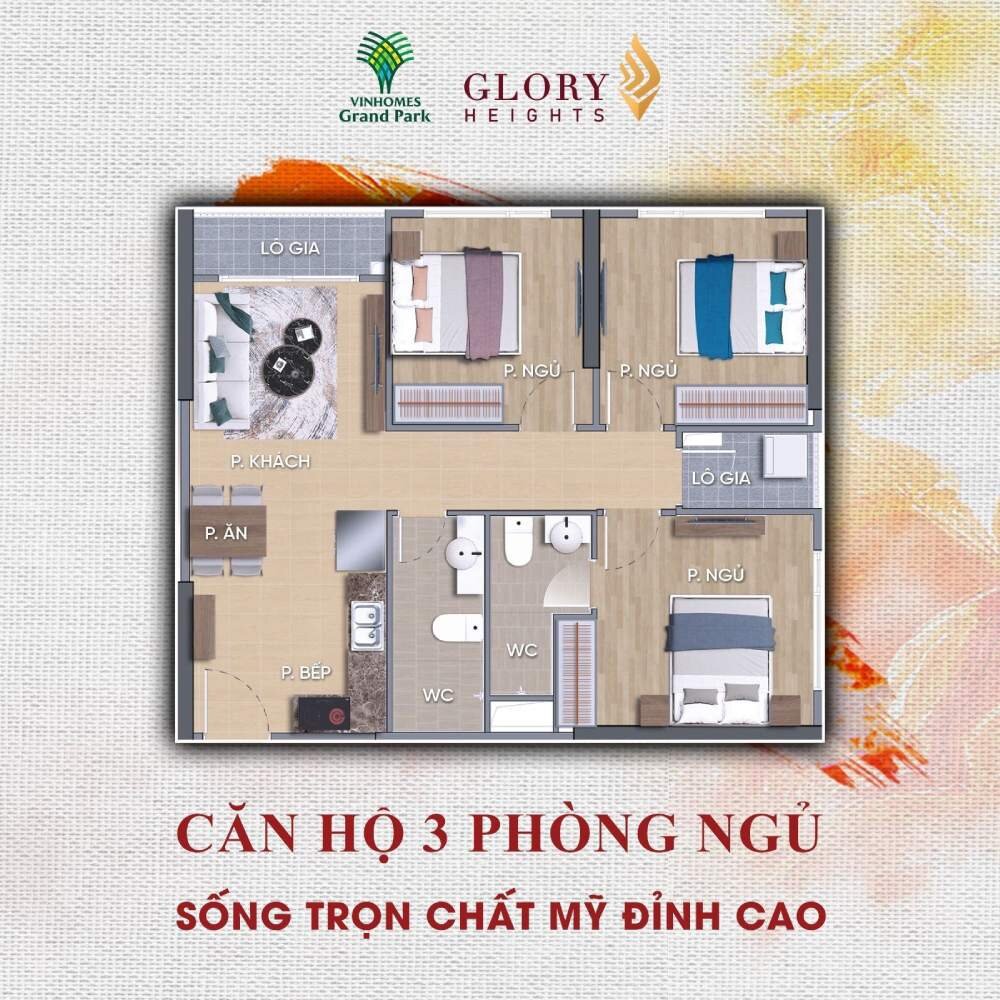 VINHOMES
Grand Park
GLORY
HEIGHTS
LÔ GIA
P. NGỦ
P. NGỦ
P. KHÁCH
LÔ GIA
P. ĂN
P. NGỦ
WC
P. BẾP
WC
CĂN HỘ 3 PHÒNG NGỦ
SỐNG TRỌN CHẤT MỸ ĐỈNH CAO